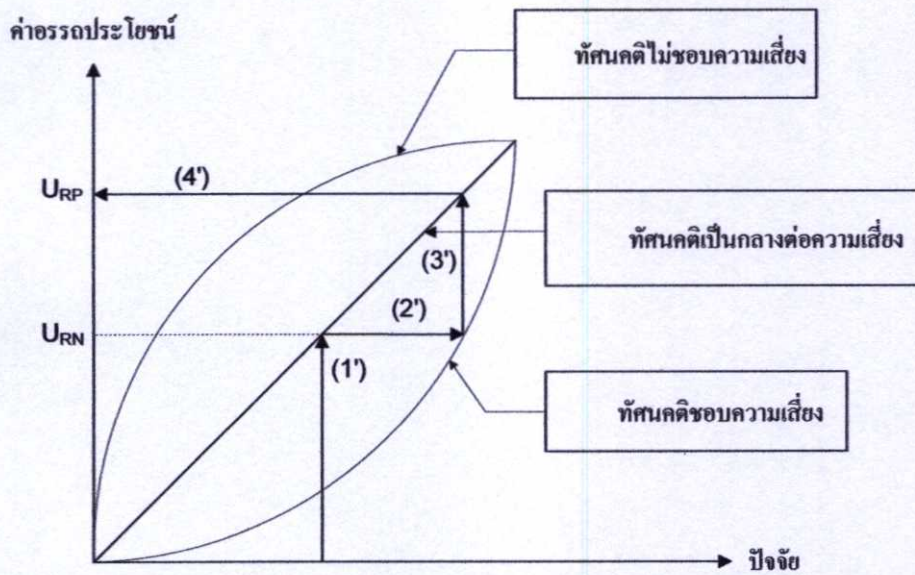 ค่าอรรถประโยชน์
ทัศนคติไม่ชอบความเสี่ยง
(4')
U_RP
ทัศนคติเป็นกลางต่อความเสี่ยง
(3')
(2')
U_RN
(1')
ทัศนคติชอบความเสี่ยง
ปัจจัย